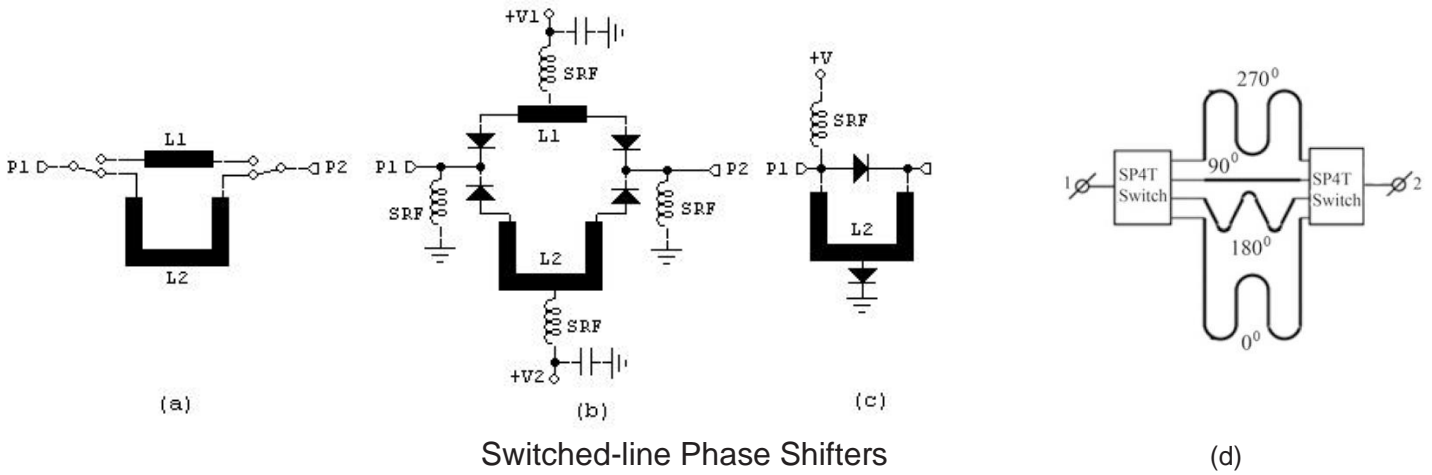 L1
P1
P2
L2
(a)
+V1
SRF
L1
P1
P2
SRF
SRF
L2
SRF
+V2
(b)
+V
SRF
L2
(c)
270⁰
90⁰
SP4T
Switch
SP4T
Switch
1
2
180⁰
0⁰
(d)
Switched-line Phase Shifters